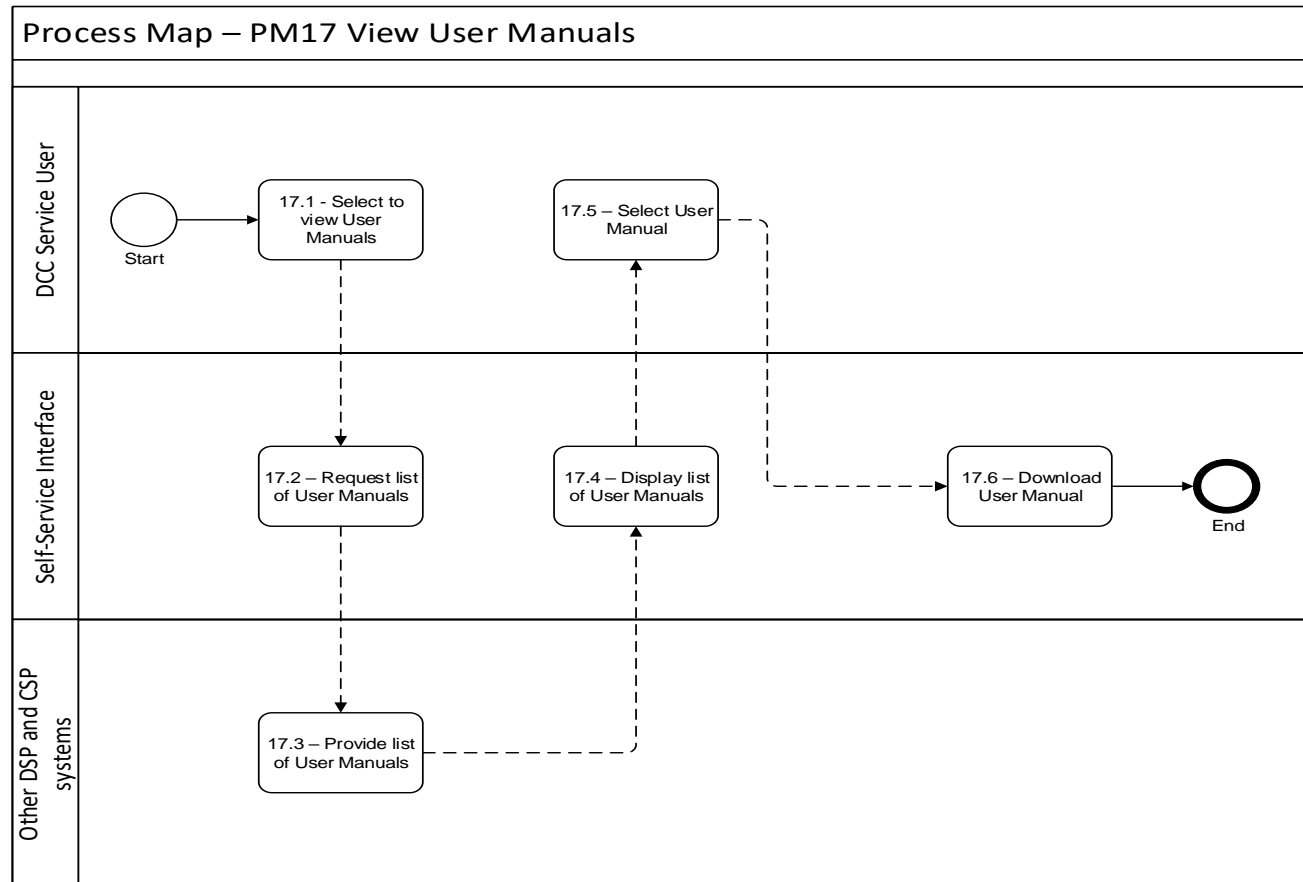 Process Map – PM17 View User Manuals
DCC Service User
Start
17.1 - Select to
view User
Manuals
17.5 – Select User
Manual
Self-Service Interface
17.2 – Request list
of User Manuals
17.4 – Display list
of User Manuals
17.6 – Download
User Manual
End
Other DSP and CSP
systems
17.3 – Provide list
of User Manuals